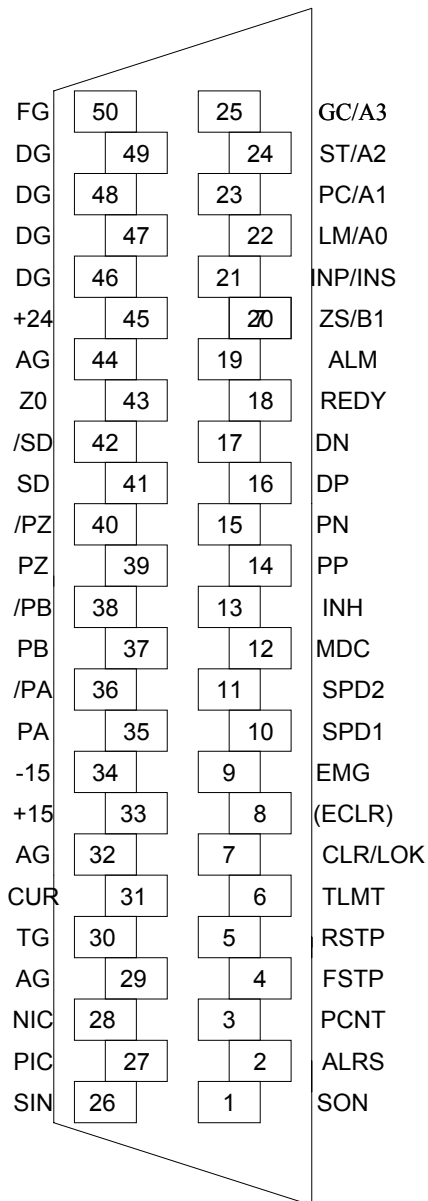 FG 50 25 GC/A3
DG 49 24 ST/A2
DG 48 23 PC/A1
DG 47 22 LM/A0
DG 46 21 INP/INS
+24 45 20 ZS/B1
AG 44 19 ALM
Z0 43 18 REDY
/SD 42 17 DN
SD 41 16 DP
/PZ 40 15 PN
PZ 39 14 PP
/PB 38 13 INH
PB 37 12 MDC
/PA 36 11 SPD2
PA 35 10 SPD1
-15 34 9 EMG
+15 33 8 (ECLR)
AG 32 7 CLR/LOK
CUR 31 6 TLMT
TG 30 5 RSTP
AG 29 4 FSTP
NIC 28 3 PCNT
PIC 27 2 ALRS
SIN 26 1 SON